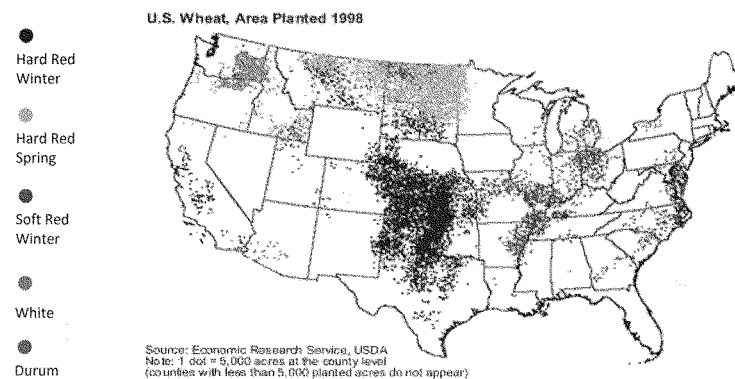 U.S. Wheat, Area Planted 1998
Hard Red
Winter
Hard Red
Spring
Soft Red
Winter
White
Durum
Source: Economic Research Service, USDA
Note: 1 dot = 5,000 acres at the county level
(counties with less than 5,000 planted acres do not appear)